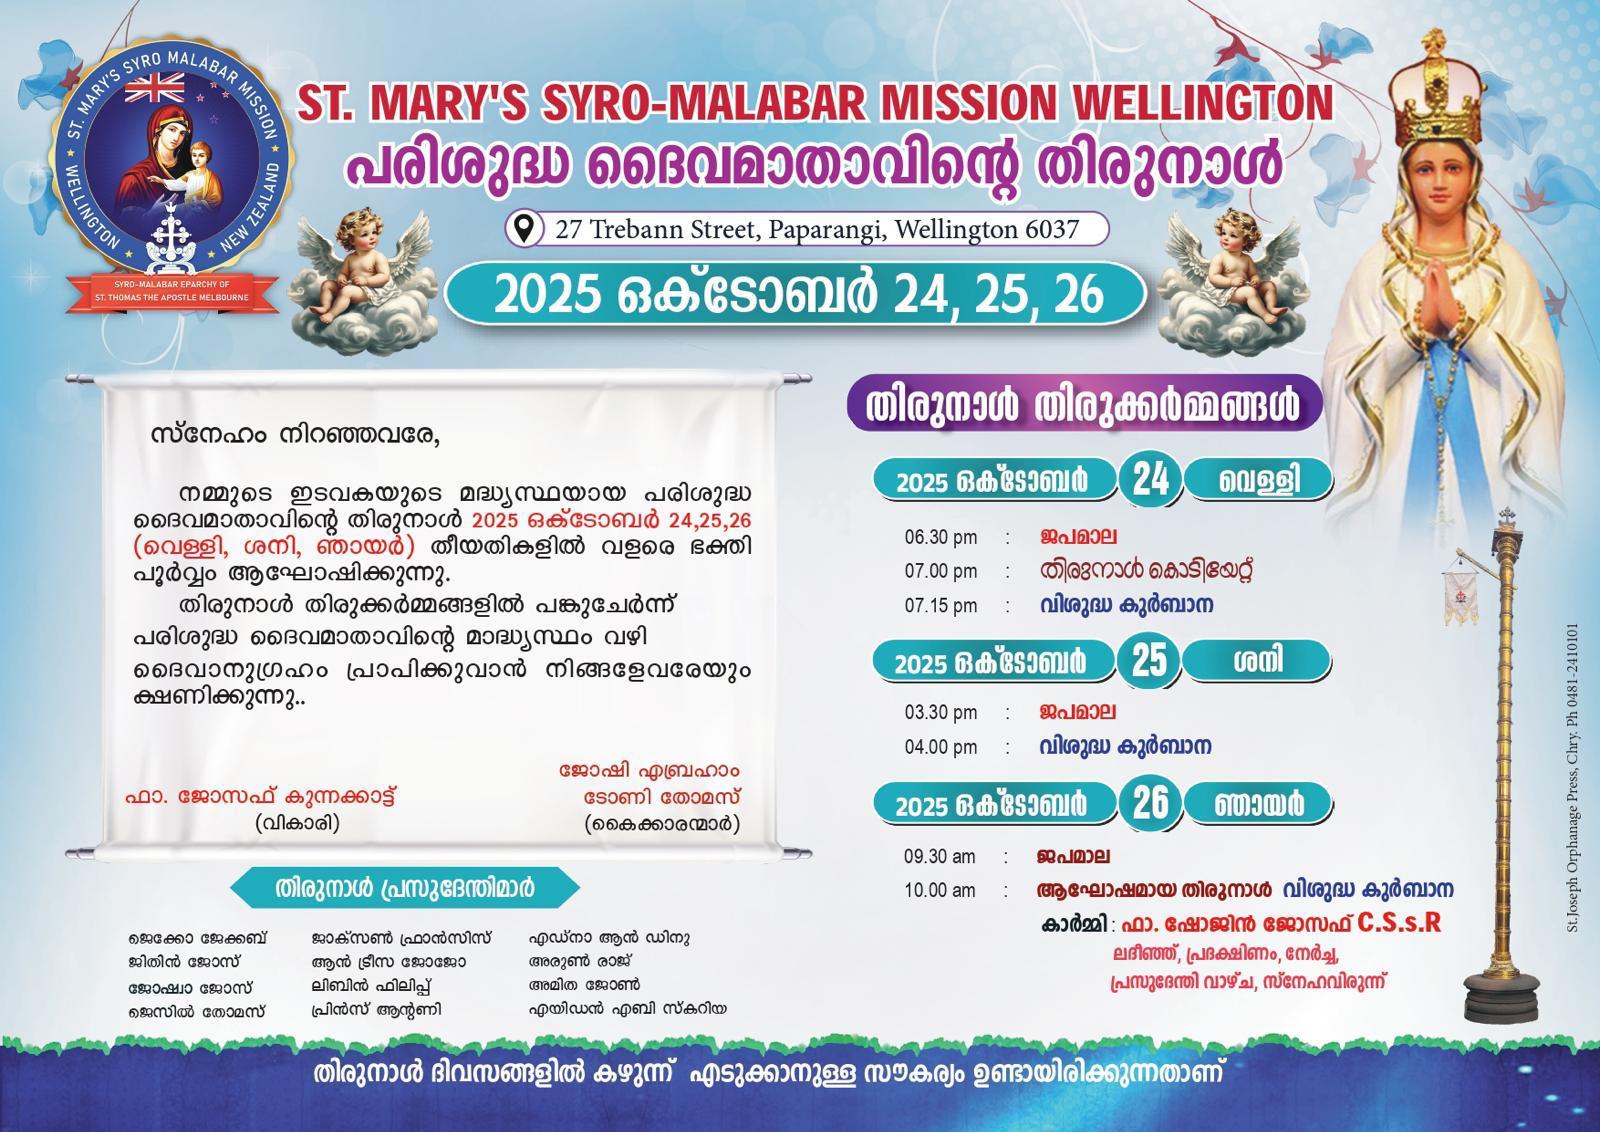 ST. MARY'S SYRO MALABAR MISSION
WELLINGTON
NEW ZEALAND
SYRO-MALABAR EPARCHY OF
ST. THOMAS THE APOSTLE MELBOURNE
ST. MARY'S SYRO-MALABAR MISSION WELLINGTON
പരിശുദ്ധ ദൈവമാതാവിന്റെ തിരുനാൾ
27 Trebann Street, Paparangi, Wellington 6037
2025 ഒക്ടോബർ 24, 25, 26
സ്നേഹം നിറഞ്ഞവരേ,
നമ്മുടെ ഇടവകയുടെ മദ്ധ്യസ്ഥയായ പരിശുദ്ധ
ദൈവമാതാവിന്റെ തിരുനാൾ 2025 ഒക്ടോബർ 24,25,26
(വെള്ളി, ശനി, ഞായർ) തീയതികളിൽ വളരെ ഭക്തി
പൂർവ്വം ആഘോഷിക്കുന്നു.
തിരുനാൾ തിരുക്കർമ്മങ്ങളിൽ പങ്കുചേർന്ന്
പരിശുദ്ധ ദൈവമാതാവിന്റെ മാദ്ധ്യസ്ഥം വഴി
ദൈവാനുഗ്രഹം പ്രാപിക്കുവാൻ നിങ്ങളേവരേയും
ക്ഷണിക്കുന്നു..
ഫാ. ജോസഫ് കുന്നക്കാട്ട്
(വികാരി)
ജോഷി എബ്രഹാം
ടോണി തോമസ്
(കൈക്കാരന്മാർ)
തിരുനാൾ പ്രസുദേന്തിമാർ
ജെക്കോ ജേക്കബ്
ജിതിൻ ജോസ്
ജോഷ്വാ ജോസ്
ജെസിൽ തോമസ്
ജാക്സൺ ഫ്രാൻസിസ്
ആൻ ട്രീസ ജോജോ
ലിബിൻ ഫിലിപ്പ്
പ്രിൻസ് ആന്റണി
എഡ്നാ ആൻ ഡിനു
അരുൺ രാജ്
അമിത ജോൺ
എയിഡൻ എബി സ്കറിയ
തിരുനാൾ തിരുക്കർമ്മങ്ങൾ
2025 ഒക്ടോബർ 24 വെള്ളി
06.30 pm : ജപമാല
07.00 pm : തിരുനാൾ കൊടിയേറ്റ്
07.15 pm : വിശുദ്ധ കുർബാന
2025 ഒക്ടോബർ 25 ശനി
03.30 pm : ജപമാല
04.00 pm : വിശുദ്ധ കുർബാന
2025 ഒക്ടോബർ 26 ഞായർ
09.30 am : ജപമാല
10.00 am : ആഘോഷമായ തിരുനാൾ വിശുദ്ധ കുർബാന
കാർമ്മി : ഫാ. ഷോജിൻ ജോസഫ് C.S.s.R
ലദീഞ്ഞ്, പ്രദക്ഷിണം, നേർച്ച,
പ്രസുദേന്തി വാഴ്ച, സ്നേഹവിരുന്ന്
St.Joseph Orphanage Press, Chry. Ph 0481-2410101
തിരുനാൾ ദിവസങ്ങളിൽ കഴുന്ന് എടുക്കാനുള്ള സൗകര്യം ഉണ്ടായിരിക്കുന്നതാണ്